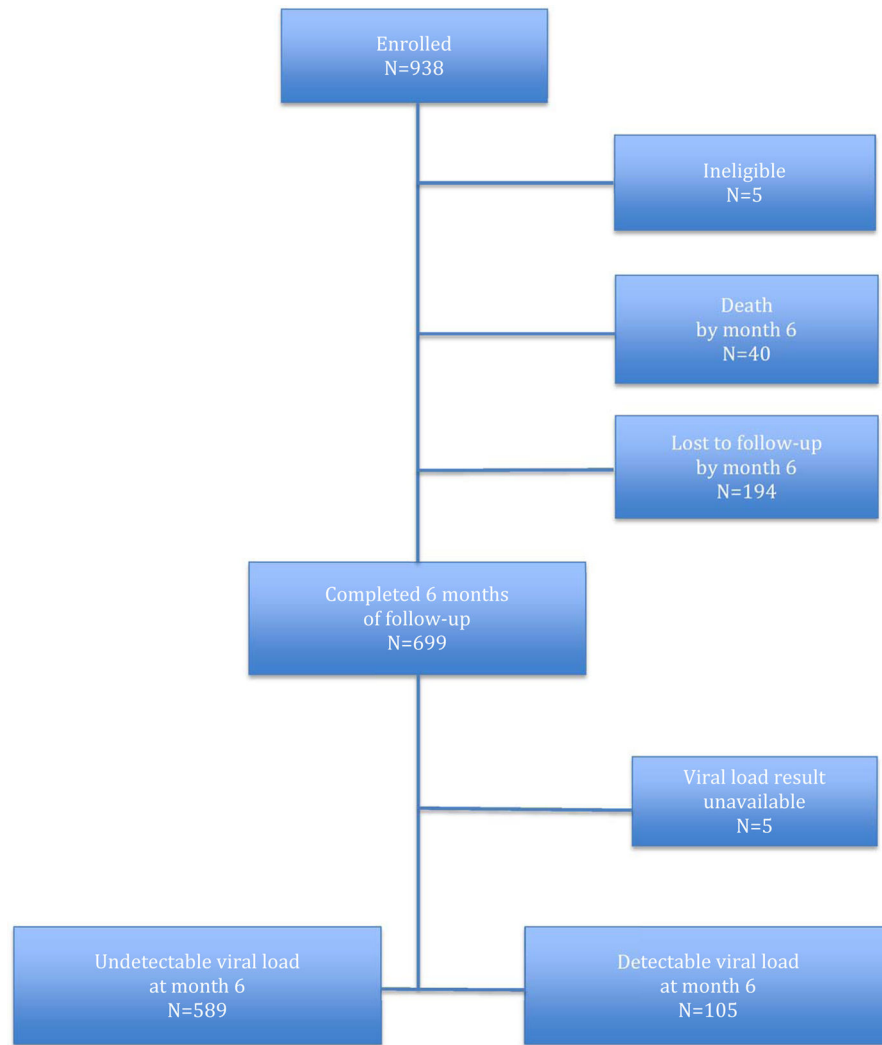 Enrolled
N=938
Ineligible
N=5
Death
by month 6
N=40
Lost to follow-up
by month 6
N=194
Completed 6 months
of follow-up
N=699
Viral load result
unavailable
N=5
Undetectable viral load
at month 6
N=589
Detectable viral load
at month 6
N=105